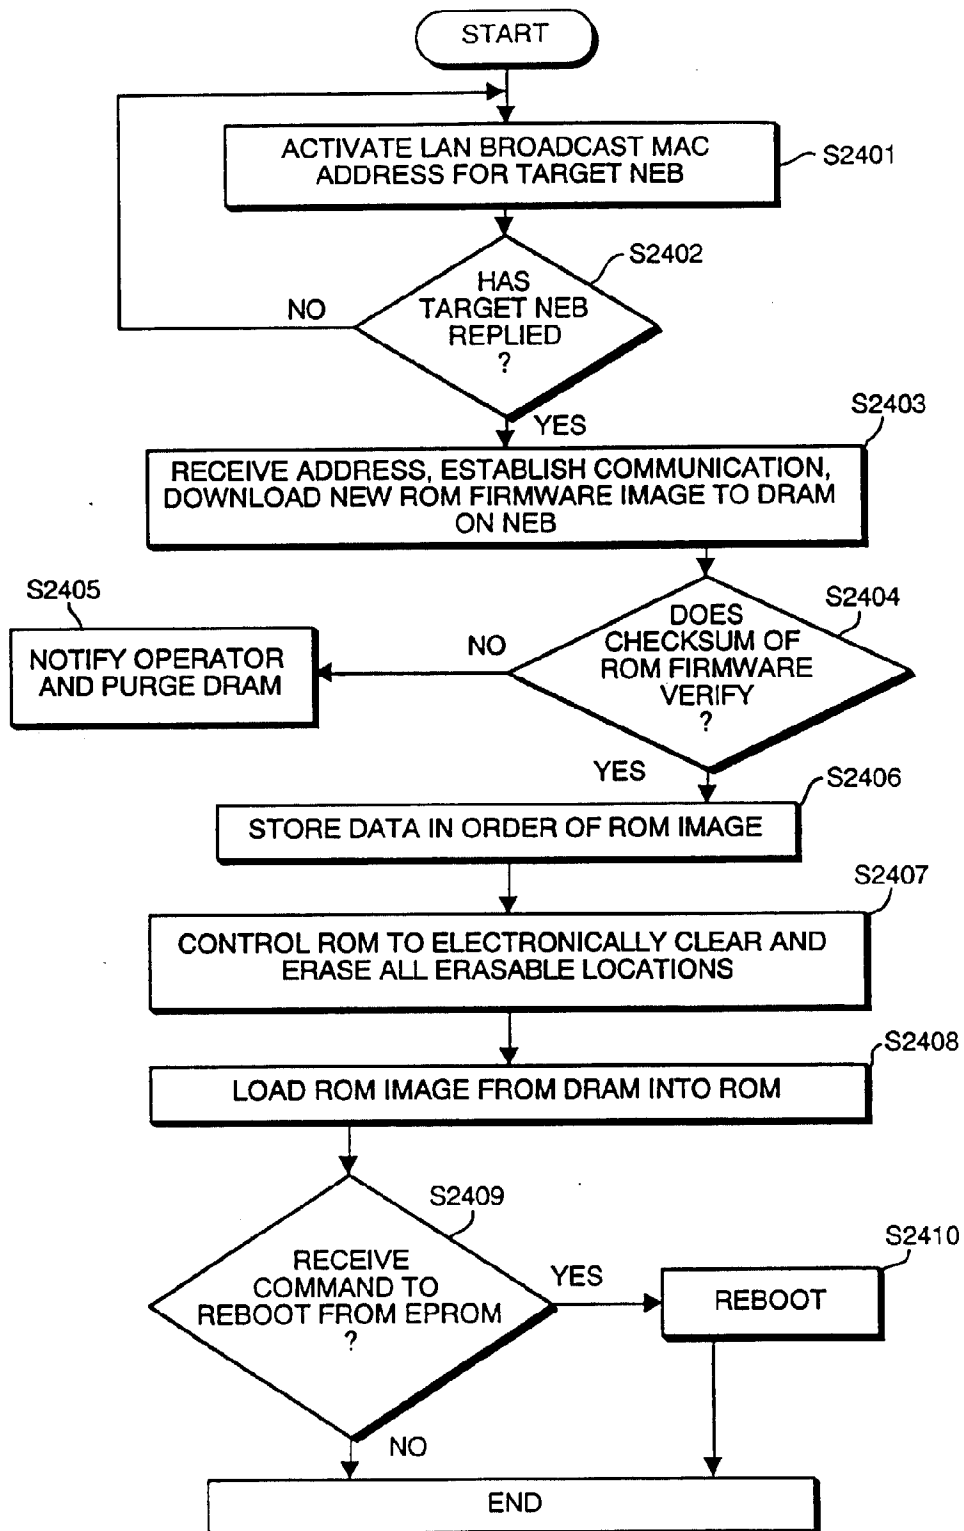 START
ACTIVATE LAN BROADCAST MAC
ADDRESS FOR TARGET NEB
S2401
S2402
HAS
TARGET NEB
REPLIED
?
NO
YES
S2403
RECEIVE ADDRESS, ESTABLISH COMMUNICATION,
DOWNLOAD NEW ROM FIRMWARE IMAGE TO DRAM
ON NEB
S2405
NOTIFY OPERATOR
AND PURGE DRAM
NO
S2404
DOES
CHECKSUM OF
ROM FIRMWARE
VERIFY
?
YES
S2406
STORE DATA IN ORDER OF ROM IMAGE
S2407
CONTROL ROM TO ELECTRONICALLY CLEAR AND
ERASE ALL ERASABLE LOCATIONS
S2408
LOAD ROM IMAGE FROM DRAM INTO ROM
S2409
RECEIVE
COMMAND TO
REBOOT FROM EPROM
?
YES
S2410
REBOOT
NO
END